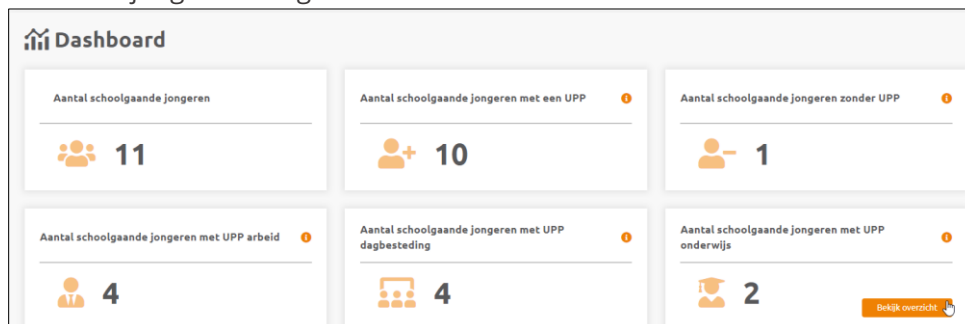 Dashboard
Aantal schoolgaande jongeren
11
Aantal schoolgaande jongeren met een UPP
10
Aantal schoolgaande jongeren zonder UPP
1
Aantal schoolgaande jongeren met UPP arbeid
4
Aantal schoolgaande jongeren met UPP
dagbesteding
4
Aantal schoolgaande jongeren met UPP
onderwijs
2
Bekijk overzicht